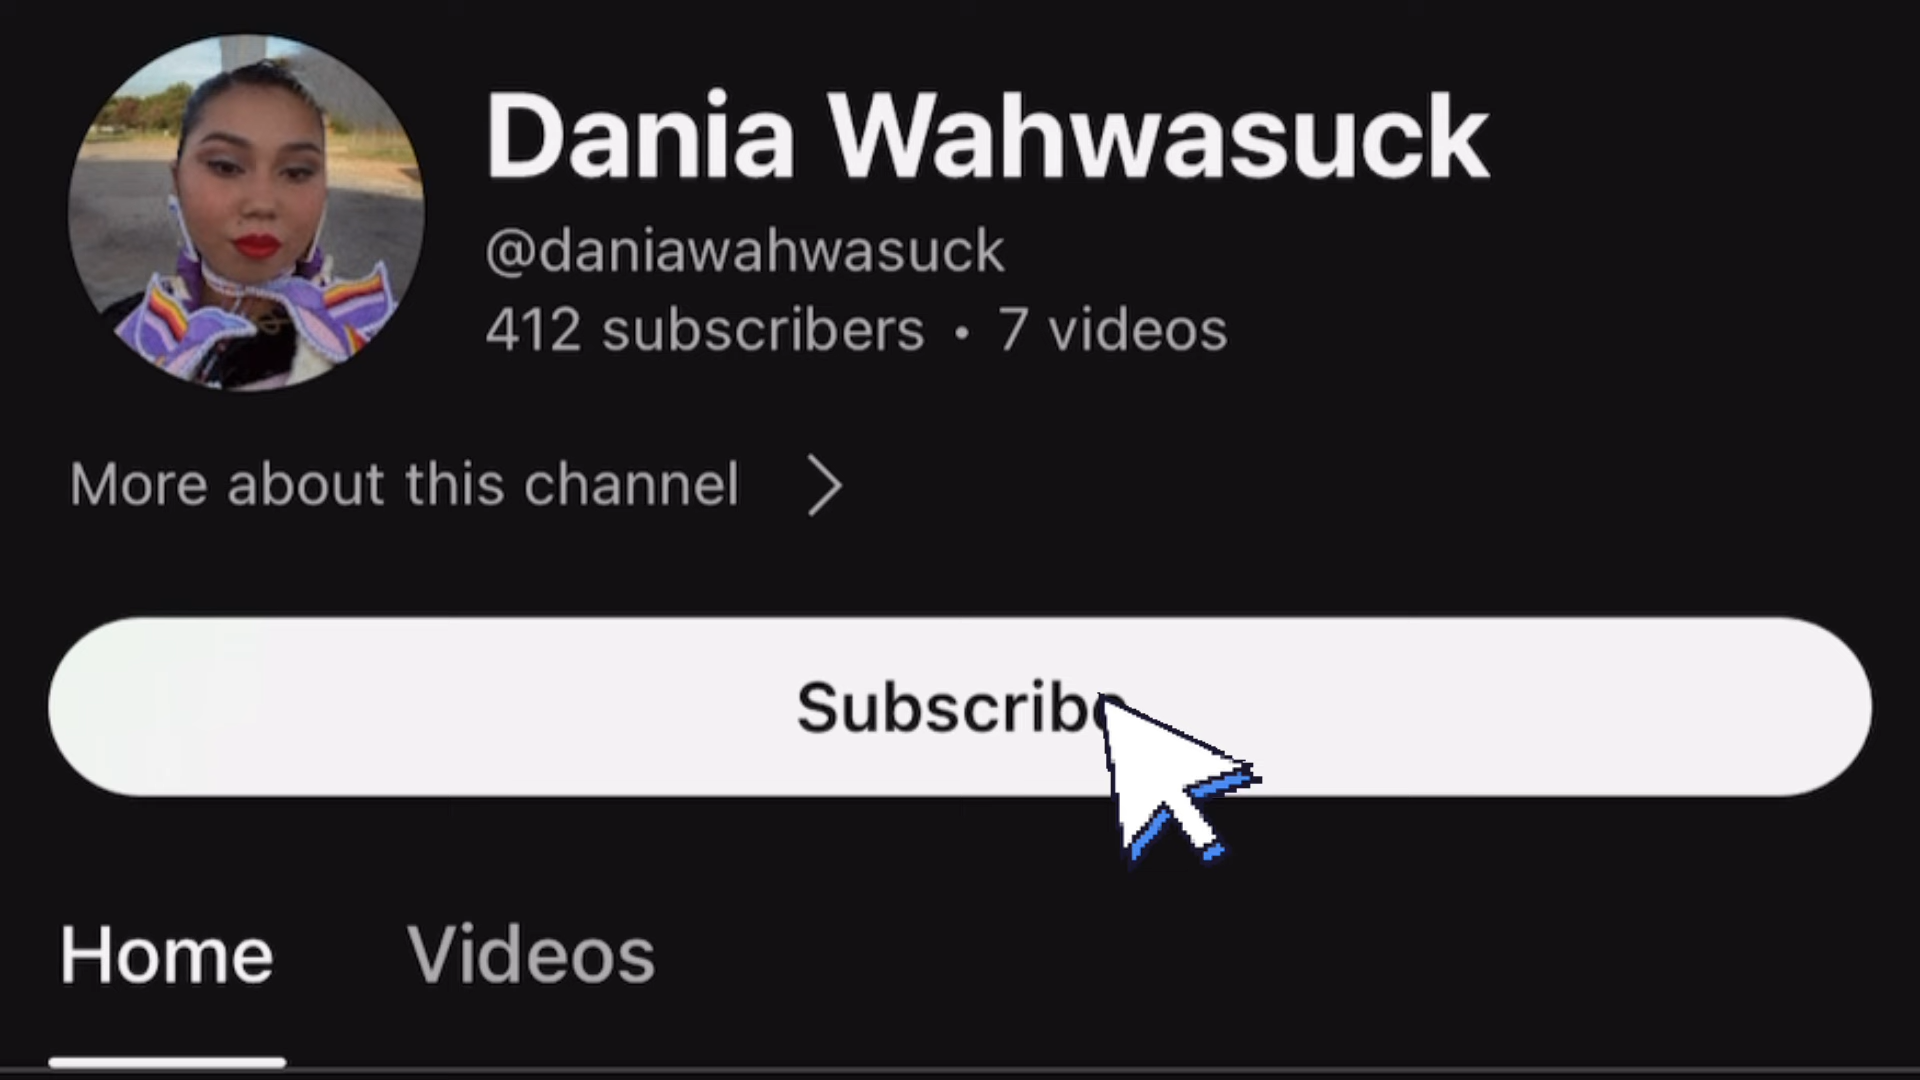 Dania Wahwasuck
@daniawahwasuck
412 subscribers • 7 videos
More about this channel >
Subscribe
Home Videos